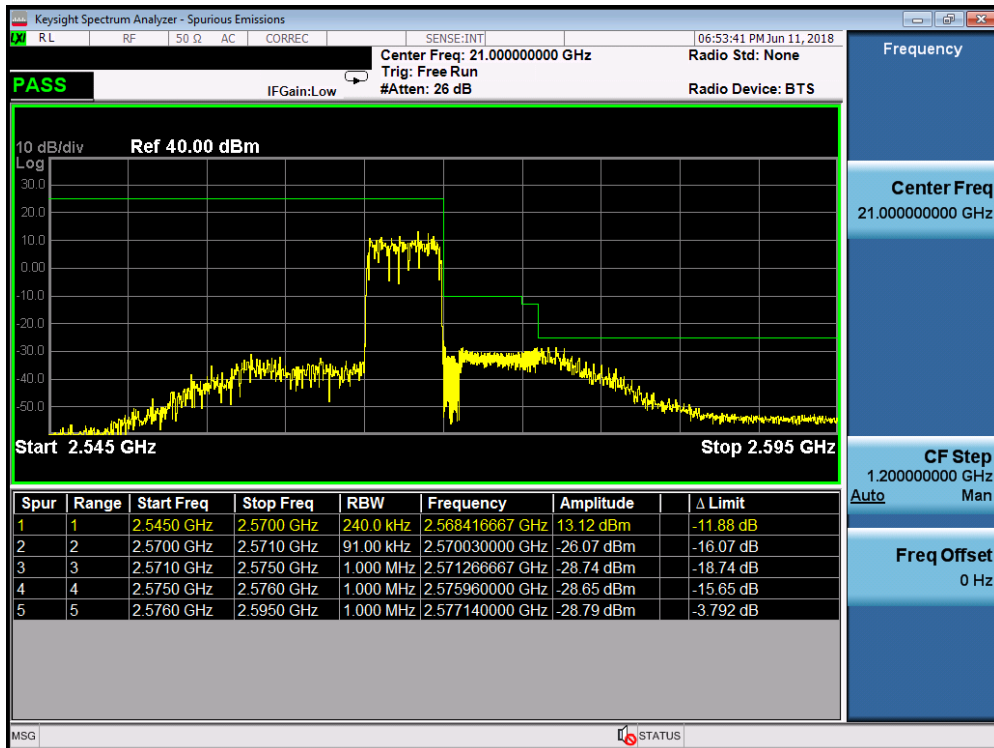 Keysight Spectrum Analyzer - Spurious Emissions
LXI RL RF 50 Ω AC CORREC SENSE:INT 06:53:41 PM Jun 11, 2018
Center Freq: 21.000000000 GHz Radio Std: None
Trig: Free Run
PASS IFGain:Low #Atten: 26 dB Radio Device: BTS
Frequency
10 dB/div Ref 40.00 dBm
Log
30.0
20.0
10.0
0.00
-10.0
-20.0
-30.0
-40.0
-50.0
Start 2.545 GHz Stop 2.595 GHz
Center Freq
21.000000000 GHz
CF Step
1.200000000 GHz
Auto Man
Freq Offset
0 Hz
Spur Range Start Freq Stop Freq RBW Frequency Amplitude Δ Limit
1 1 2.5450 GHz 2.5700 GHz 240.0 kHz 2.568416667 GHz 13.12 dBm -11.88 dB
2 2 2.5700 GHz 2.5710 GHz 91.00 kHz 2.570030000 GHz -26.07 dBm -16.07 dB
3 3 2.5710 GHz 2.5750 GHz 1.000 MHz 2.571266667 GHz -28.74 dBm -18.74 dB
4 4 2.5750 GHz 2.5760 GHz 1.000 MHz 2.575960000 GHz -28.65 dBm -15.65 dB
5 5 2.5760 GHz 2.5950 GHz 1.000 MHz 2.577140000 GHz -28.79 dBm -3.792 dB
MSG STATUS